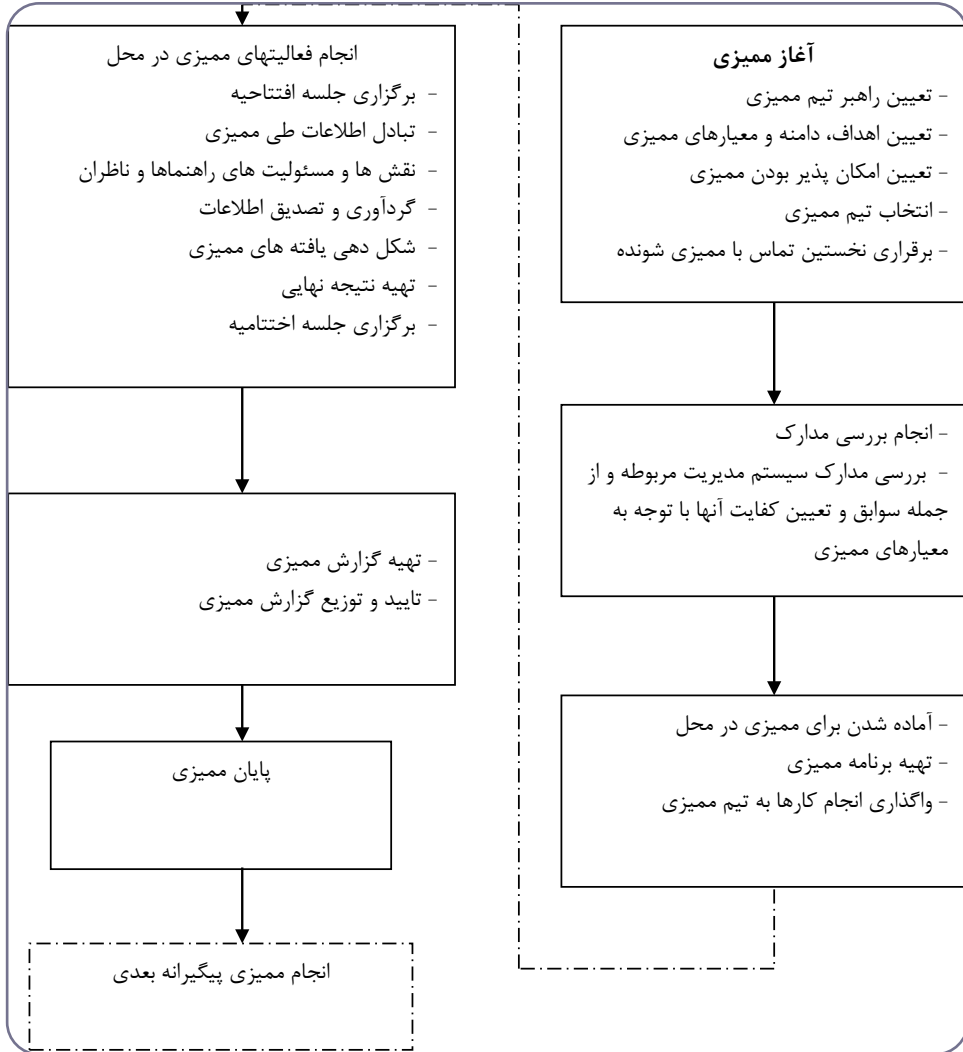 آغاز ممیزی
- تعیین راهبر تیم ممیزی
- تعیین اهداف، دامنه و معیارهای ممیزی
- تعیین امکان پذیر بودن ممیزی
- انتخاب تیم ممیزی
- برقراری نخستین تماس با ممیزی شونده
- انجام بررسی مدارک
- بررسی مدارک سیستم مدیریت مربوطه و از
جمله سوابق و تعیین کفایت آنها با توجه به
معیارهای ممیزی
- آماده شدن برای ممیزی در محل
- تهیه برنامه ممیزی
- واگذاری انجام کارها به تیم ممیزی
انجام فعالیتهای ممیزی در محل
- برگزاری جلسه افتتاحیه
- تبادل اطلاعات طی ممیزی
- نقش ها و مسئولیت های راهنماها و ناظران
- گردآوری و تصدیق اطلاعات
- شکل دهی یافته های ممیزی
- تهیه نتیجه نهایی
- برگزاری جلسه اختتامیه
- تهیه گزارش ممیزی
- تایید و توزیع گزارش ممیزی
پایان ممیزی
انجام ممیزی پیگیرانه بعدی